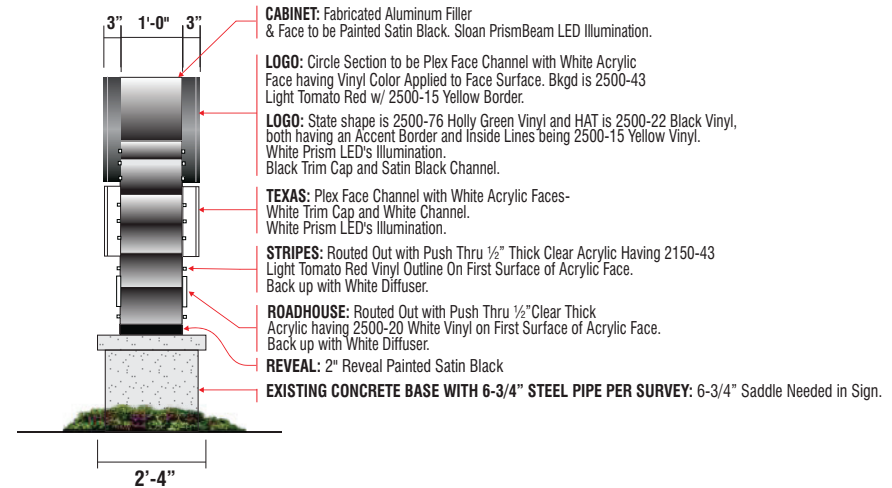 3” 1'-0" 3”
CABINET: Fabricated Aluminum Filler
& Face to be Painted Satin Black. Sloan PrismBeam LED Illumination.
LOGO: Circle Section to be Plex Face Channel with White Acrylic
Face having Vinyl Color Applied to Face Surface. Bkgd is 2500-43
Light Tomato Red w/ 2500-15 Yellow Border.
LOGO: State shape is 2500-76 Holly Green Vinyl and HAT is 2500-22 Black Vinyl,
both having an Accent Border and Inside Lines being 2500-15 Yellow Vinyl.
White Prism LED's Illumination.
Black Trim Cap and Satin Black Channel.
TEXAS: Plex Face Channel with White Acrylic Faces-
White Trim Cap and White Channel.
White Prism LED's Illumination.
STRIPES: Routed Out with Push Thru ½” Thick Clear Acrylic Having 2150-43
Light Tomato Red Vinyl Outline On First Surface of Acrylic Face.
Back up with White Diffuser.
ROADHOUSE: Routed Out with Push Thru ½”Clear Thick
Acrylic having 2500-20 White Vinyl on First Surface of Acrylic Face.
Back up with White Diffuser.
REVEAL: 2" Reveal Painted Satin Black
EXISTING CONCRETE BASE WITH 6-3/4” STEEL PIPE PER SURVEY: 6-3/4” Saddle Needed in Sign.
2’-4”